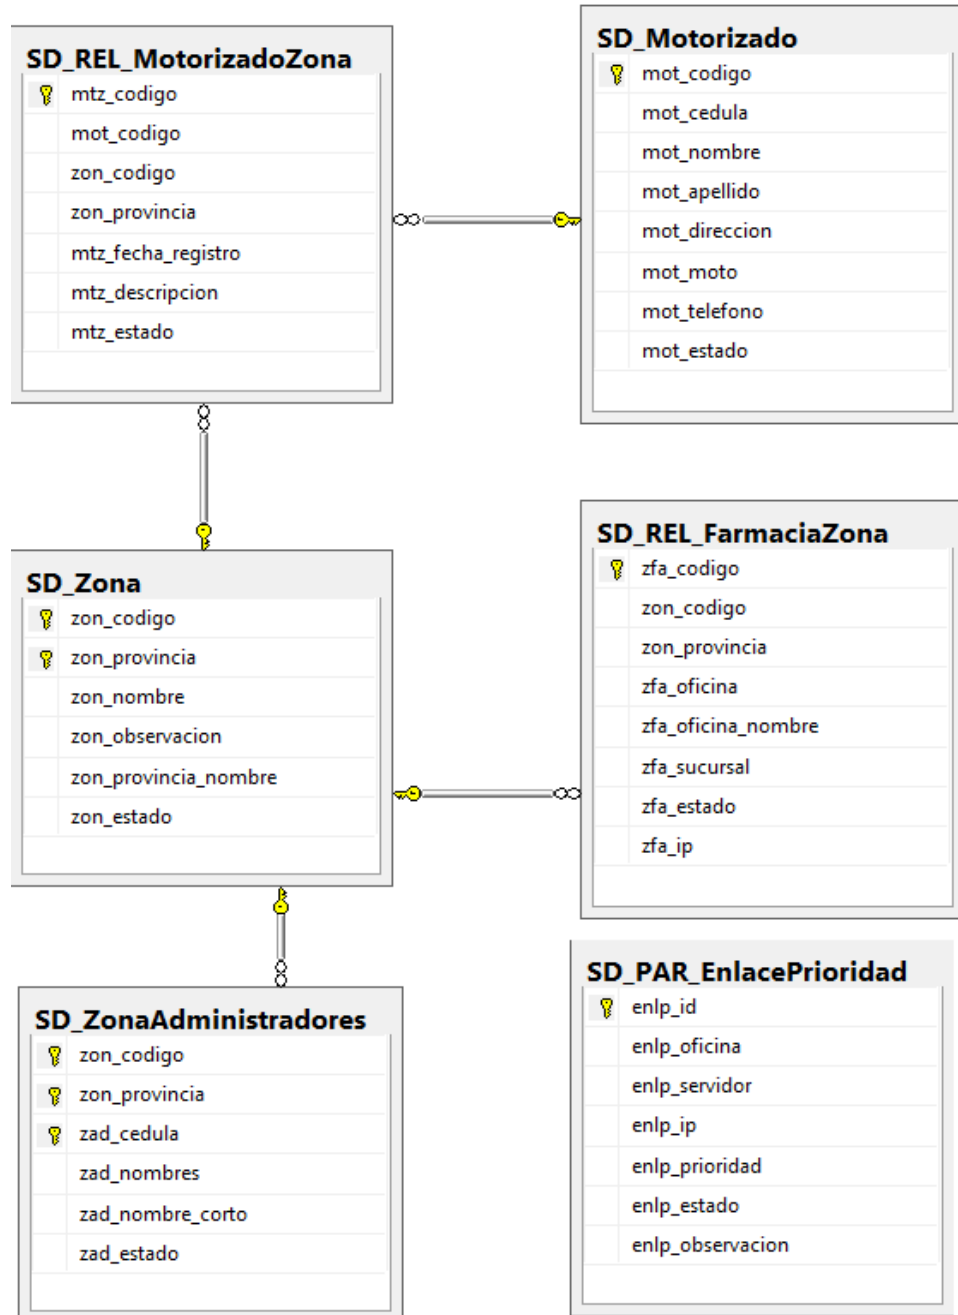 SD_REL_MotorizadoZona
mtz_codigo
mot_codigo
zon_codigo
zon_provincia
mtz_fecha_registro
mtz_descripcion
mtz_estado
SD_Motorizado
mot_codigo
mot_cedula
mot_nombre
mot_apellido
mot_direccion
mot_moto
mot_telefono
mot_estado
SD_Zona
zon_codigo
zon_provincia
zon_nombre
zon_observacion
zon_provincia_nombre
zon_estado
SD_REL_FarmaciaZona
zfa_codigo
zon_codigo
zon_provincia
zfa_oficina
zfa_oficina_nombre
zfa_sucursal
zfa_estado
zfa_ip
SD_ZonaAdministradores
zon_codigo
zon_provincia
zad_cedula
zad_nombres
zad_nombre_corto
zad_estado
SD_PAR_EnlacePrioridad
enlp_id
enlp_oficina
enlp_servidor
enlp_ip
enlp_prioridad
enlp_estado
enlp_observacion